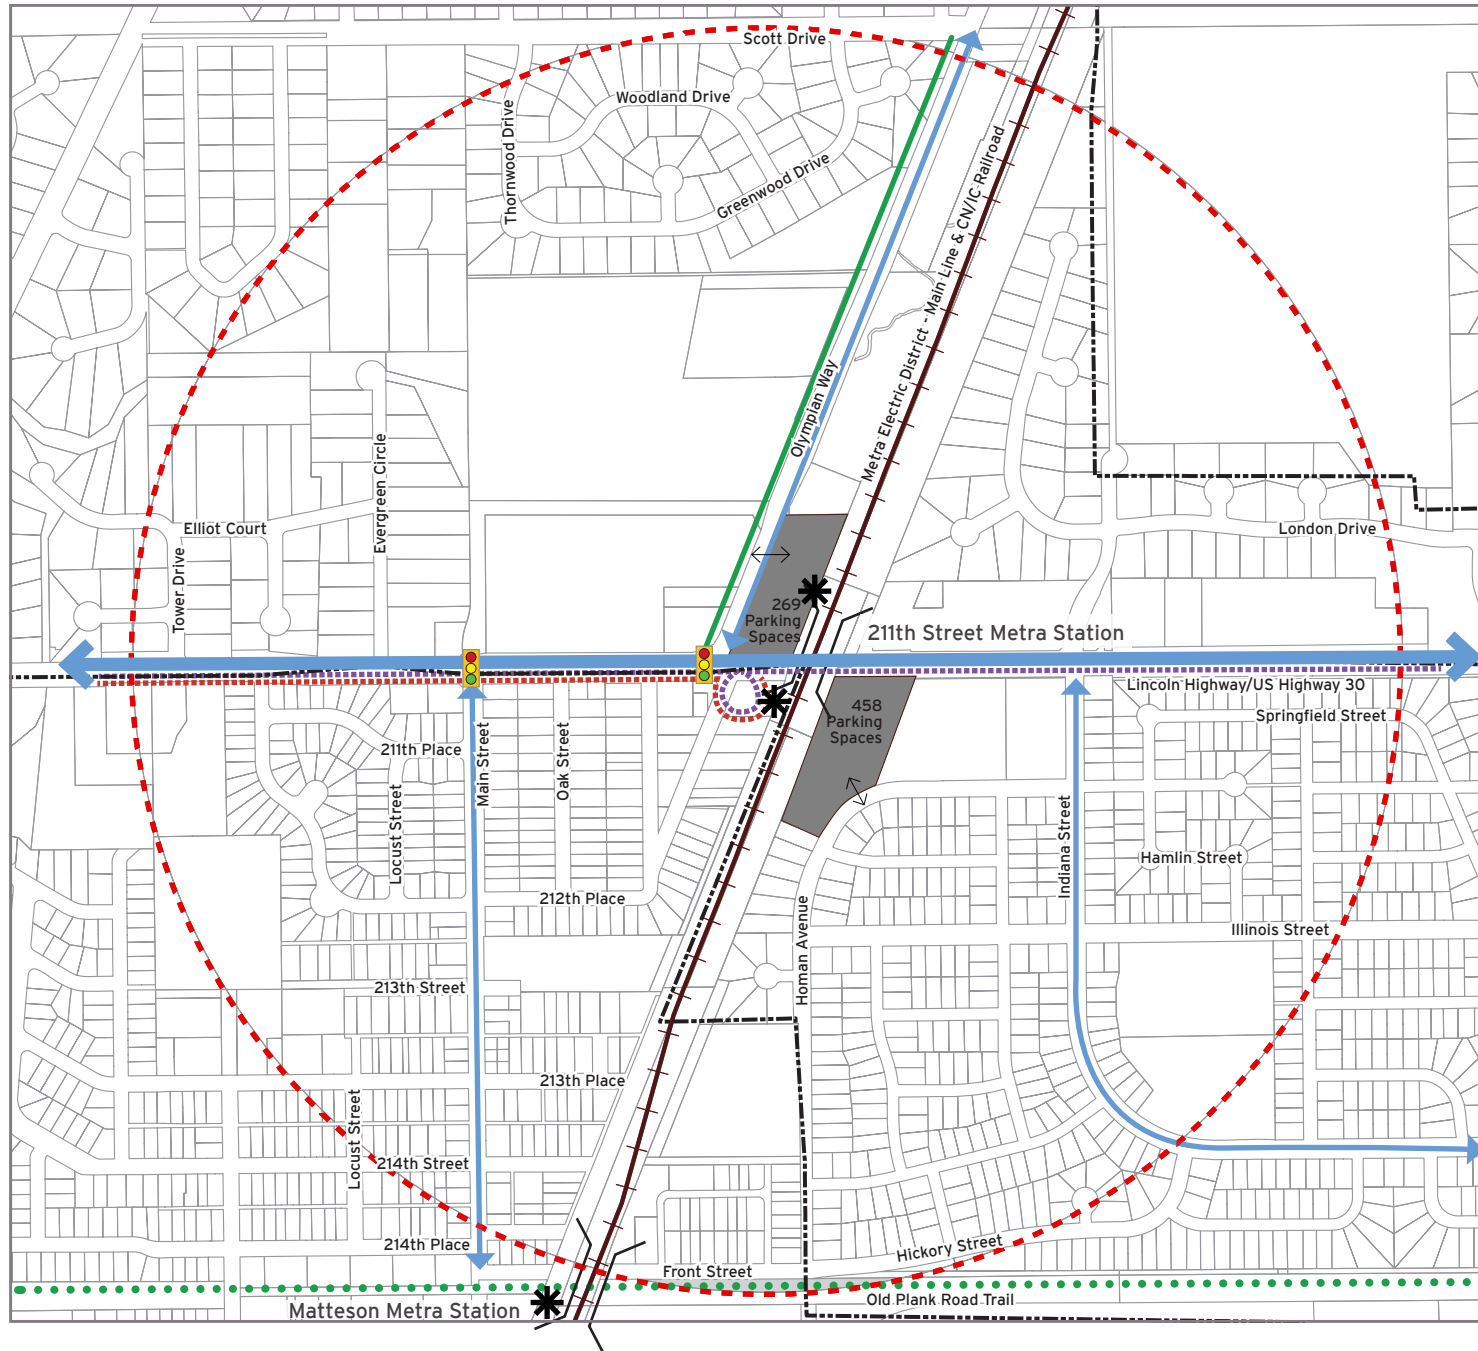 Scott Drive
Woodland Drive
Thornwood Drive
Greenwood Drive
Metra Electric District - Main Line & CN/IC Railroad
Olympian Way
Evergreen Circle
Elliot Court
London Drive
Tower Drive
269
Parking
Spaces
211th Street Metra Station
Lincoln Highway/US Highway 30
458
Parking
Spaces
Springfield Street
211th Place
Main Street
Oak Street
Locust Street
Indiana Street
Hamlin Street
212th Place
Homan Avenue
Illinois Street
213th Street
213th Place
Locust Street
214th Street
214th Place
Hickory Street
Front Street
Old Plank Road Trail
Matteson Metra Station